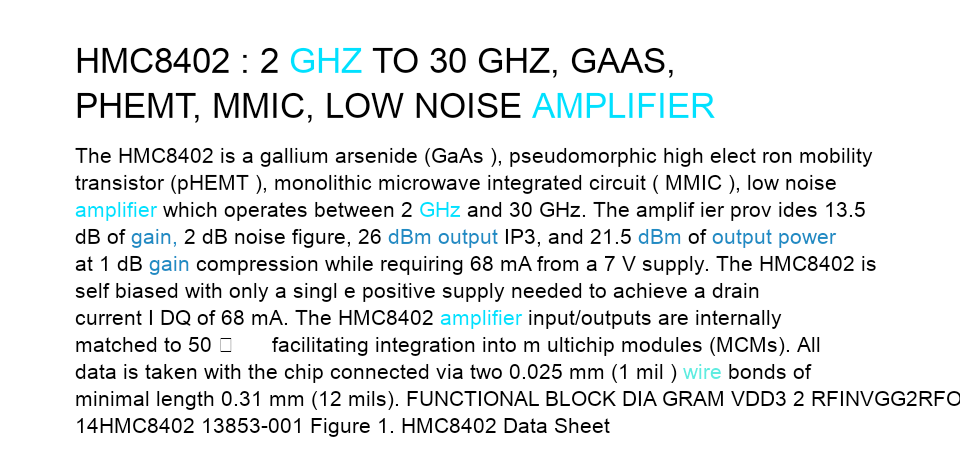 HMC8402 : 2 GHZ TO 30 GHZ, GAAS,
PHEMT, MMIC, LOW NOISE AMPLIFIER
The HMC8402 is a gallium arsenide (GaAs ), pseudomorphic high elect ron mobility
transistor (pHEMT ), monolithic microwave integrated circuit ( MMIC ), low noise
amplifier which operates between 2 GHz and 30 GHz. The amplif ier prov ides 13.5
dB of gain, 2 dB noise figure, 26 dBm output IP3, and 21.5 dBm of output power
at 1 dB gain compression while requiring 68 mA from a 7 V supply. The HMC8402 is
self biased with only a singl e positive supply needed to achieve a drain
current I DQ of 68 mA. The HMC8402 amplifier input/outputs are internally
matched to 50 facilitating integration into m ultichip modules (MCMs). All
data is taken with the chip connected via two 0.025 mm (1 mil ) wire bonds of
minimal length 0.31 mm (12 mils). FUNCTIONAL BLOCK DIA GRAM VDD3 2 RFINVGG2RFO
14HMC8402 13853-001 Figure 1. HMC8402 Data Sheet